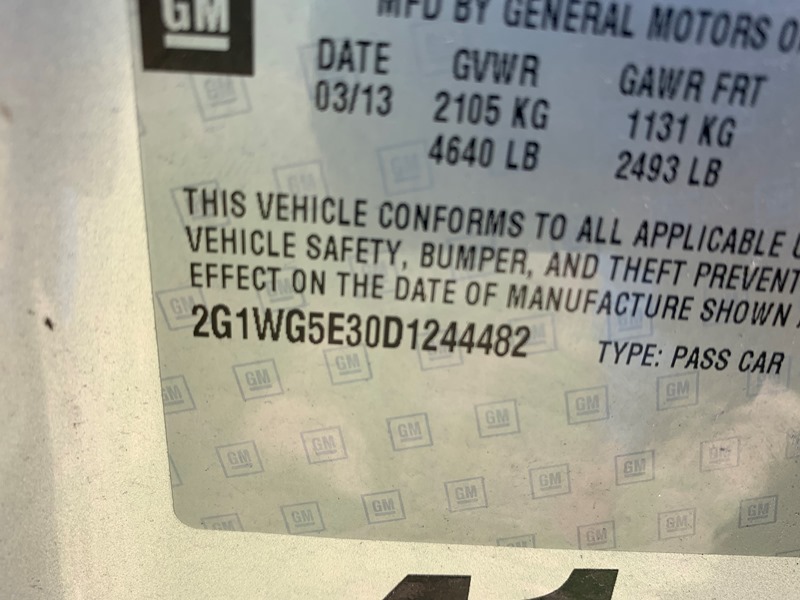 GM
MFD BY GENERAL MOTORS
DATE GVWR GAWR FRT
03/13 2105 KG 1131 KG
4640 LB 2493 LB
THIS VEHICLE CONFORMS TO ALL APPLICABLE
VEHICLE SAFETY, BUMPER, AND THEFT PREVENT
EFFECT ON THE DATE OF MANUFACTURE SHOWN
2G1WG5E30D1244482
TYPE: PASS CAR